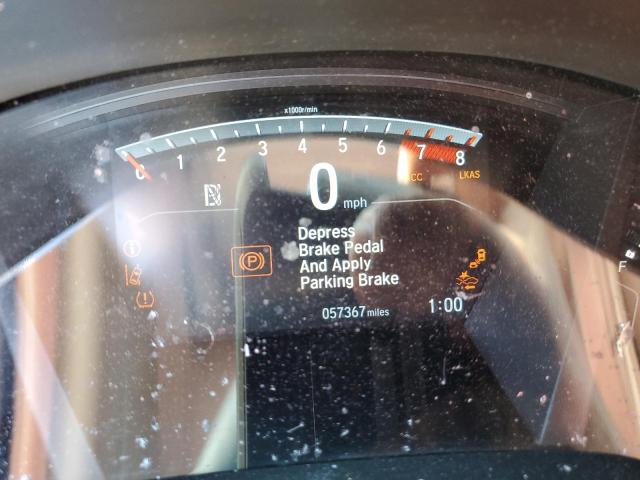 x1000r/min
0 1 2 3 4 5 6 7 8
ACC LKAS
0 mph
Depress
Brake Pedal
And Apply
Parking Brake
P
057367 miles
1:00
F